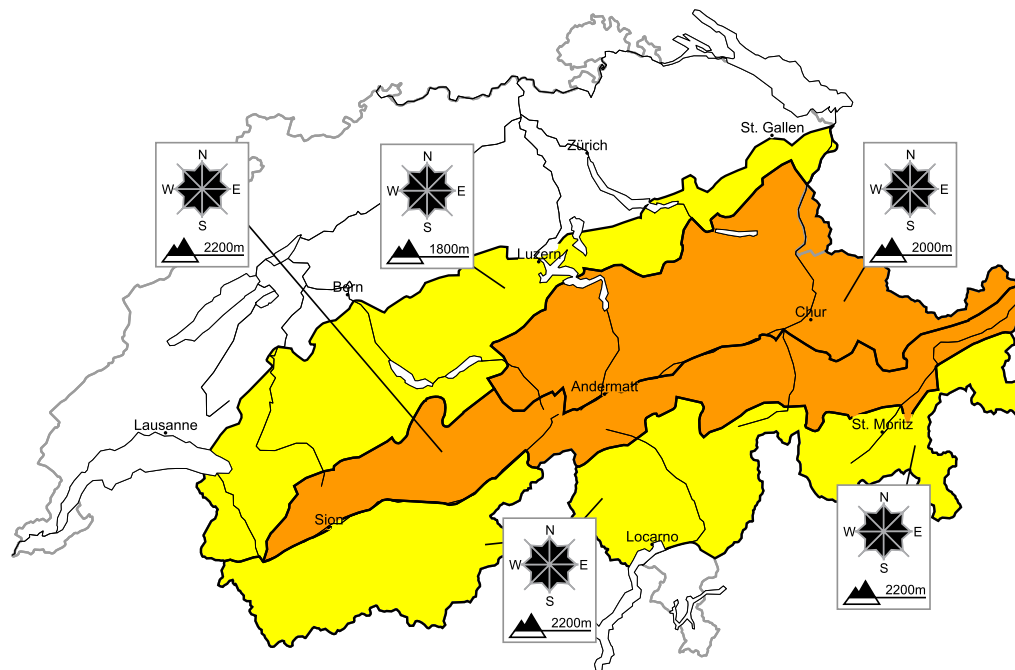 St. Gallen
Zürich
N
W E
S
2200m
N
W E
S
1800m
N
W E
S
2000m
Luzern
Bern
Chur
Andermatt
Lausanne
St. Moritz
Sion
Locarno
N
W E
S
2200m
N
W E
S
2200m